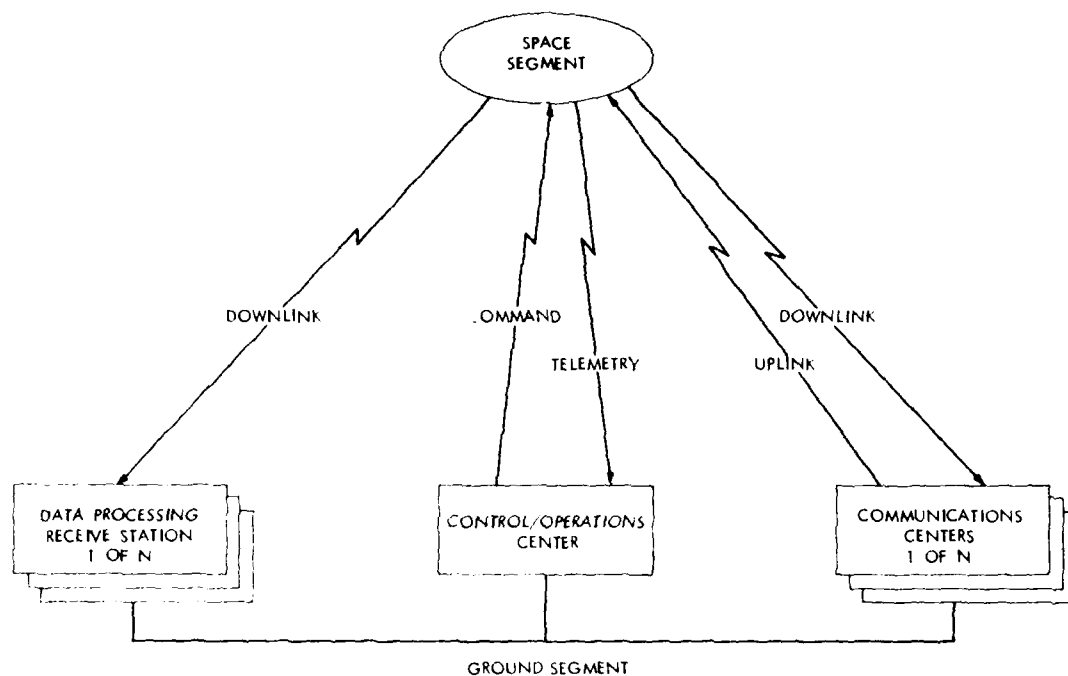 SPACE
SEGMENT
DOWNLINK
OMMAND
DOWNLINK
TELEMETRY
UPLINK
DATA PROCESSING
RECEIVE STATION
1 OF N
CONTROL/OPERATIONS
CENTER
COMMUNICATIONS
CENTERS
1 OF N
GROUND SEGMENT